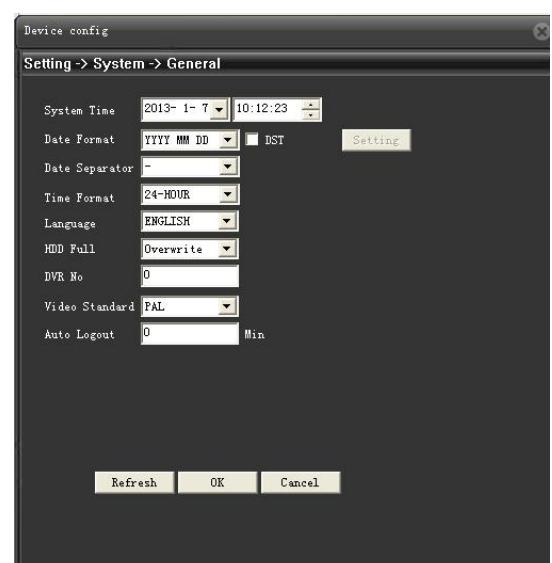 Device config
Setting -> System -> General
System Time 2013- 1- 7 10:12:23
Date Format YYYY MM DD DST Setting
Date Separator -
Time Format 24-HOUR
Language ENGLISH
HDD Full Overwrite
DVR No 0
Video Standard PAL
Auto Logout 0 Min
Refresh OK Cancel